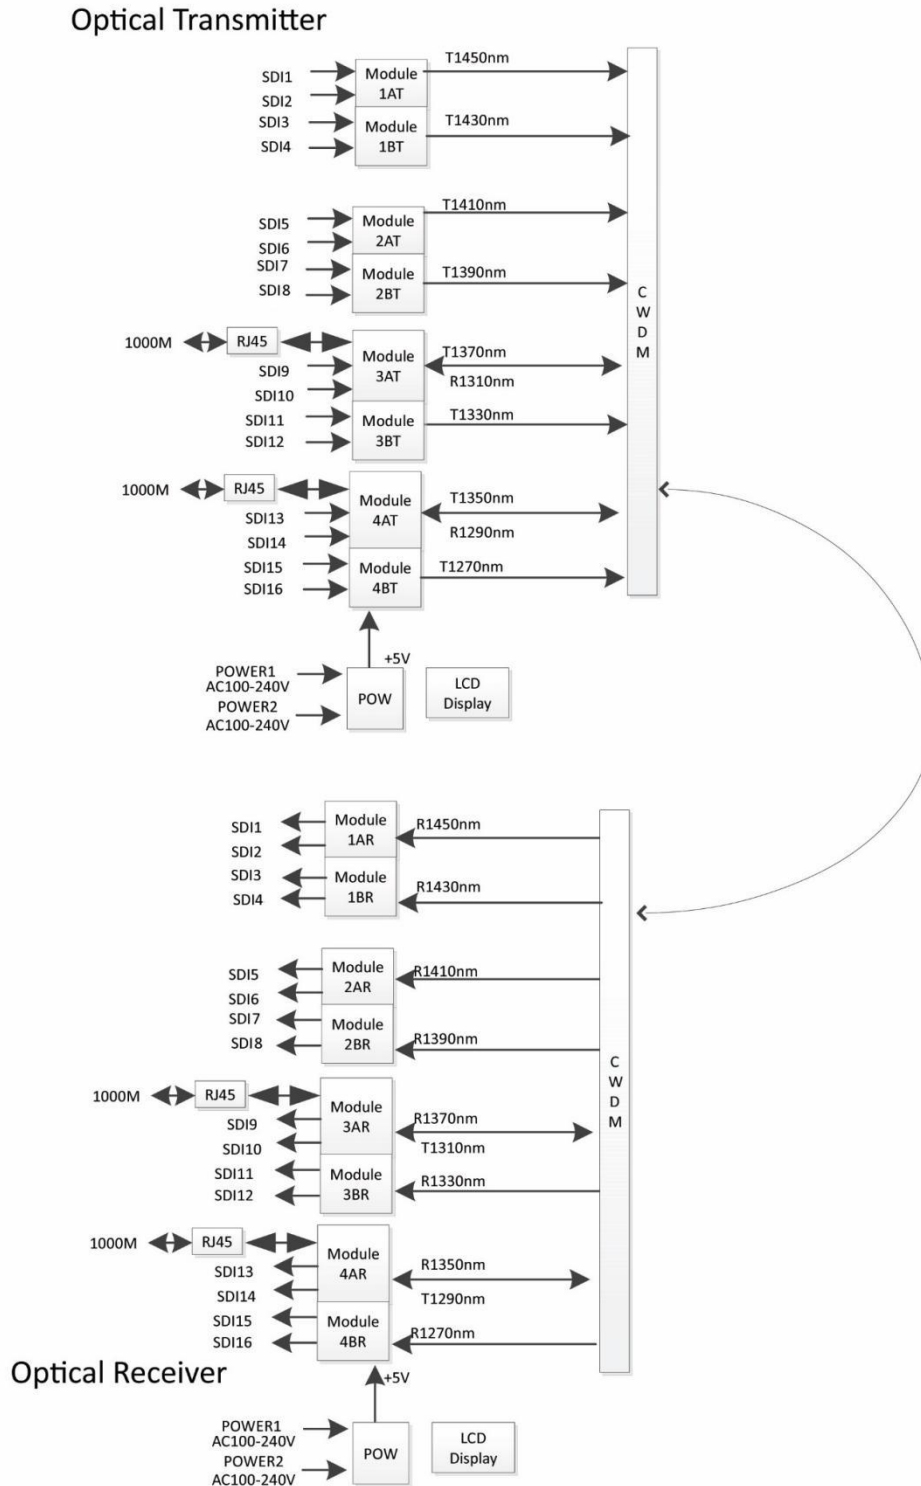 Optical Transmitter
SDI1
SDI2
SDI3
SDI4
Module
1AT
Module
1BT
T1450nm
T1430nm
SDI5
SDI6
SDI7
SDI8
Module
2AT
Module
2BT
T1410nm
T1390nm
1000M
RJ45
SDI9
SDI10
SDI11
SDI12
Module
3AT
Module
3BT
T1370nm
R1310nm
T1330nm
1000M
RJ45
SDI13
SDI14
SDI15
SDI16
Module
4AT
Module
4BT
T1350nm
R1290nm
T1270nm
C
W
D
M
+5V
POWER1
AC100-240V
POWER2
AC100-240V
POW
LCD
Display
SDI1
SDI2
SDI3
SDI4
Module
1AR
Module
1BR
R1450nm
R1430nm
SDI5
SDI6
SDI7
SDI8
Module
2AR
Module
2BR
R1410nm
R1390nm
1000M
RJ45
SDI9
SDI10
SDI11
SDI12
Module
3AR
Module
3BR
R1370nm
T1310nm
R1330nm
1000M
RJ45
SDI13
SDI14
SDI15
SDI16
Module
4AR
Module
4BR
R1350nm
T1290nm
R1270nm
C
W
D
M
Optical Receiver
+5V
POWER1
AC100-240V
POWER2
AC100-240V
POW
LCD
Display